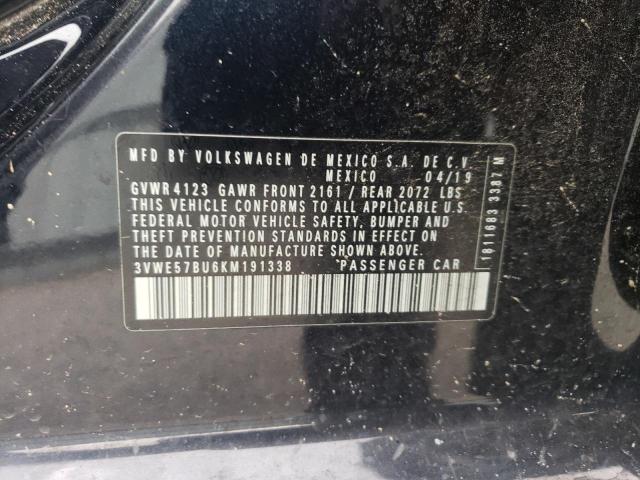 MFD BY VOLKSWAGEN DE MEXICO S.A. DE C.V.
MEXICO 04/19
GVWR 4123 GAWR FRONT 2161 / REAR 2072 LBS
THIS VEHICLE CONFORMS TO ALL APPLICABLE U.S.
FEDERAL MOTOR VEHICLE SAFETY, BUMPER AND
THEFT PREVENTION STANDARDS IN EFFECT ON
THE DATE OF MANUFACTURE SHOWN ABOVE.
3VWE57BU6KM191338 PASSENGER CAR
1811683 3387 M